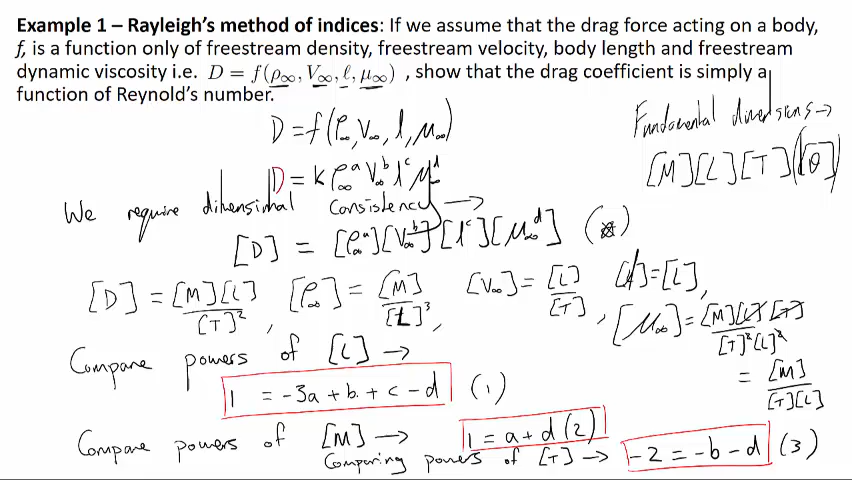 Example 1 – Rayleigh's method of indices: If we assume that the drag force acting on a body,
f, is a function only of freestream density, freestream velocity, body length and freestream
dynamic viscosity i.e. D = f(ρ∞, V∞, ℓ, μ∞) , show that the drag coefficient is simply a
function of Reynold's number.
Fundamental dimensions →
[M][L][T]([θ])
D = f(ρ∞, V∞, l, μ∞)
D = K ρ∞^a V∞^b l^c μ∞^d
We require dimensional consistency →
[D] = [ρ∞^a][V∞^b][l^c][μ∞^d] (*)
[D] = [M][L]/[T]², [ρ∞] = [M]/[L]³, [V∞] = [L]/[T], [l] = [L],
[μ∞] = [M][L][T]/[T]²[L]²
= [M]/[T][L]
Compare powers of [L] →
1 = -3a + b + c - d (1)
Compare powers of [M] → 1 = a + d (2)
Comparing powers of [T] → -2 = -b - d (3)